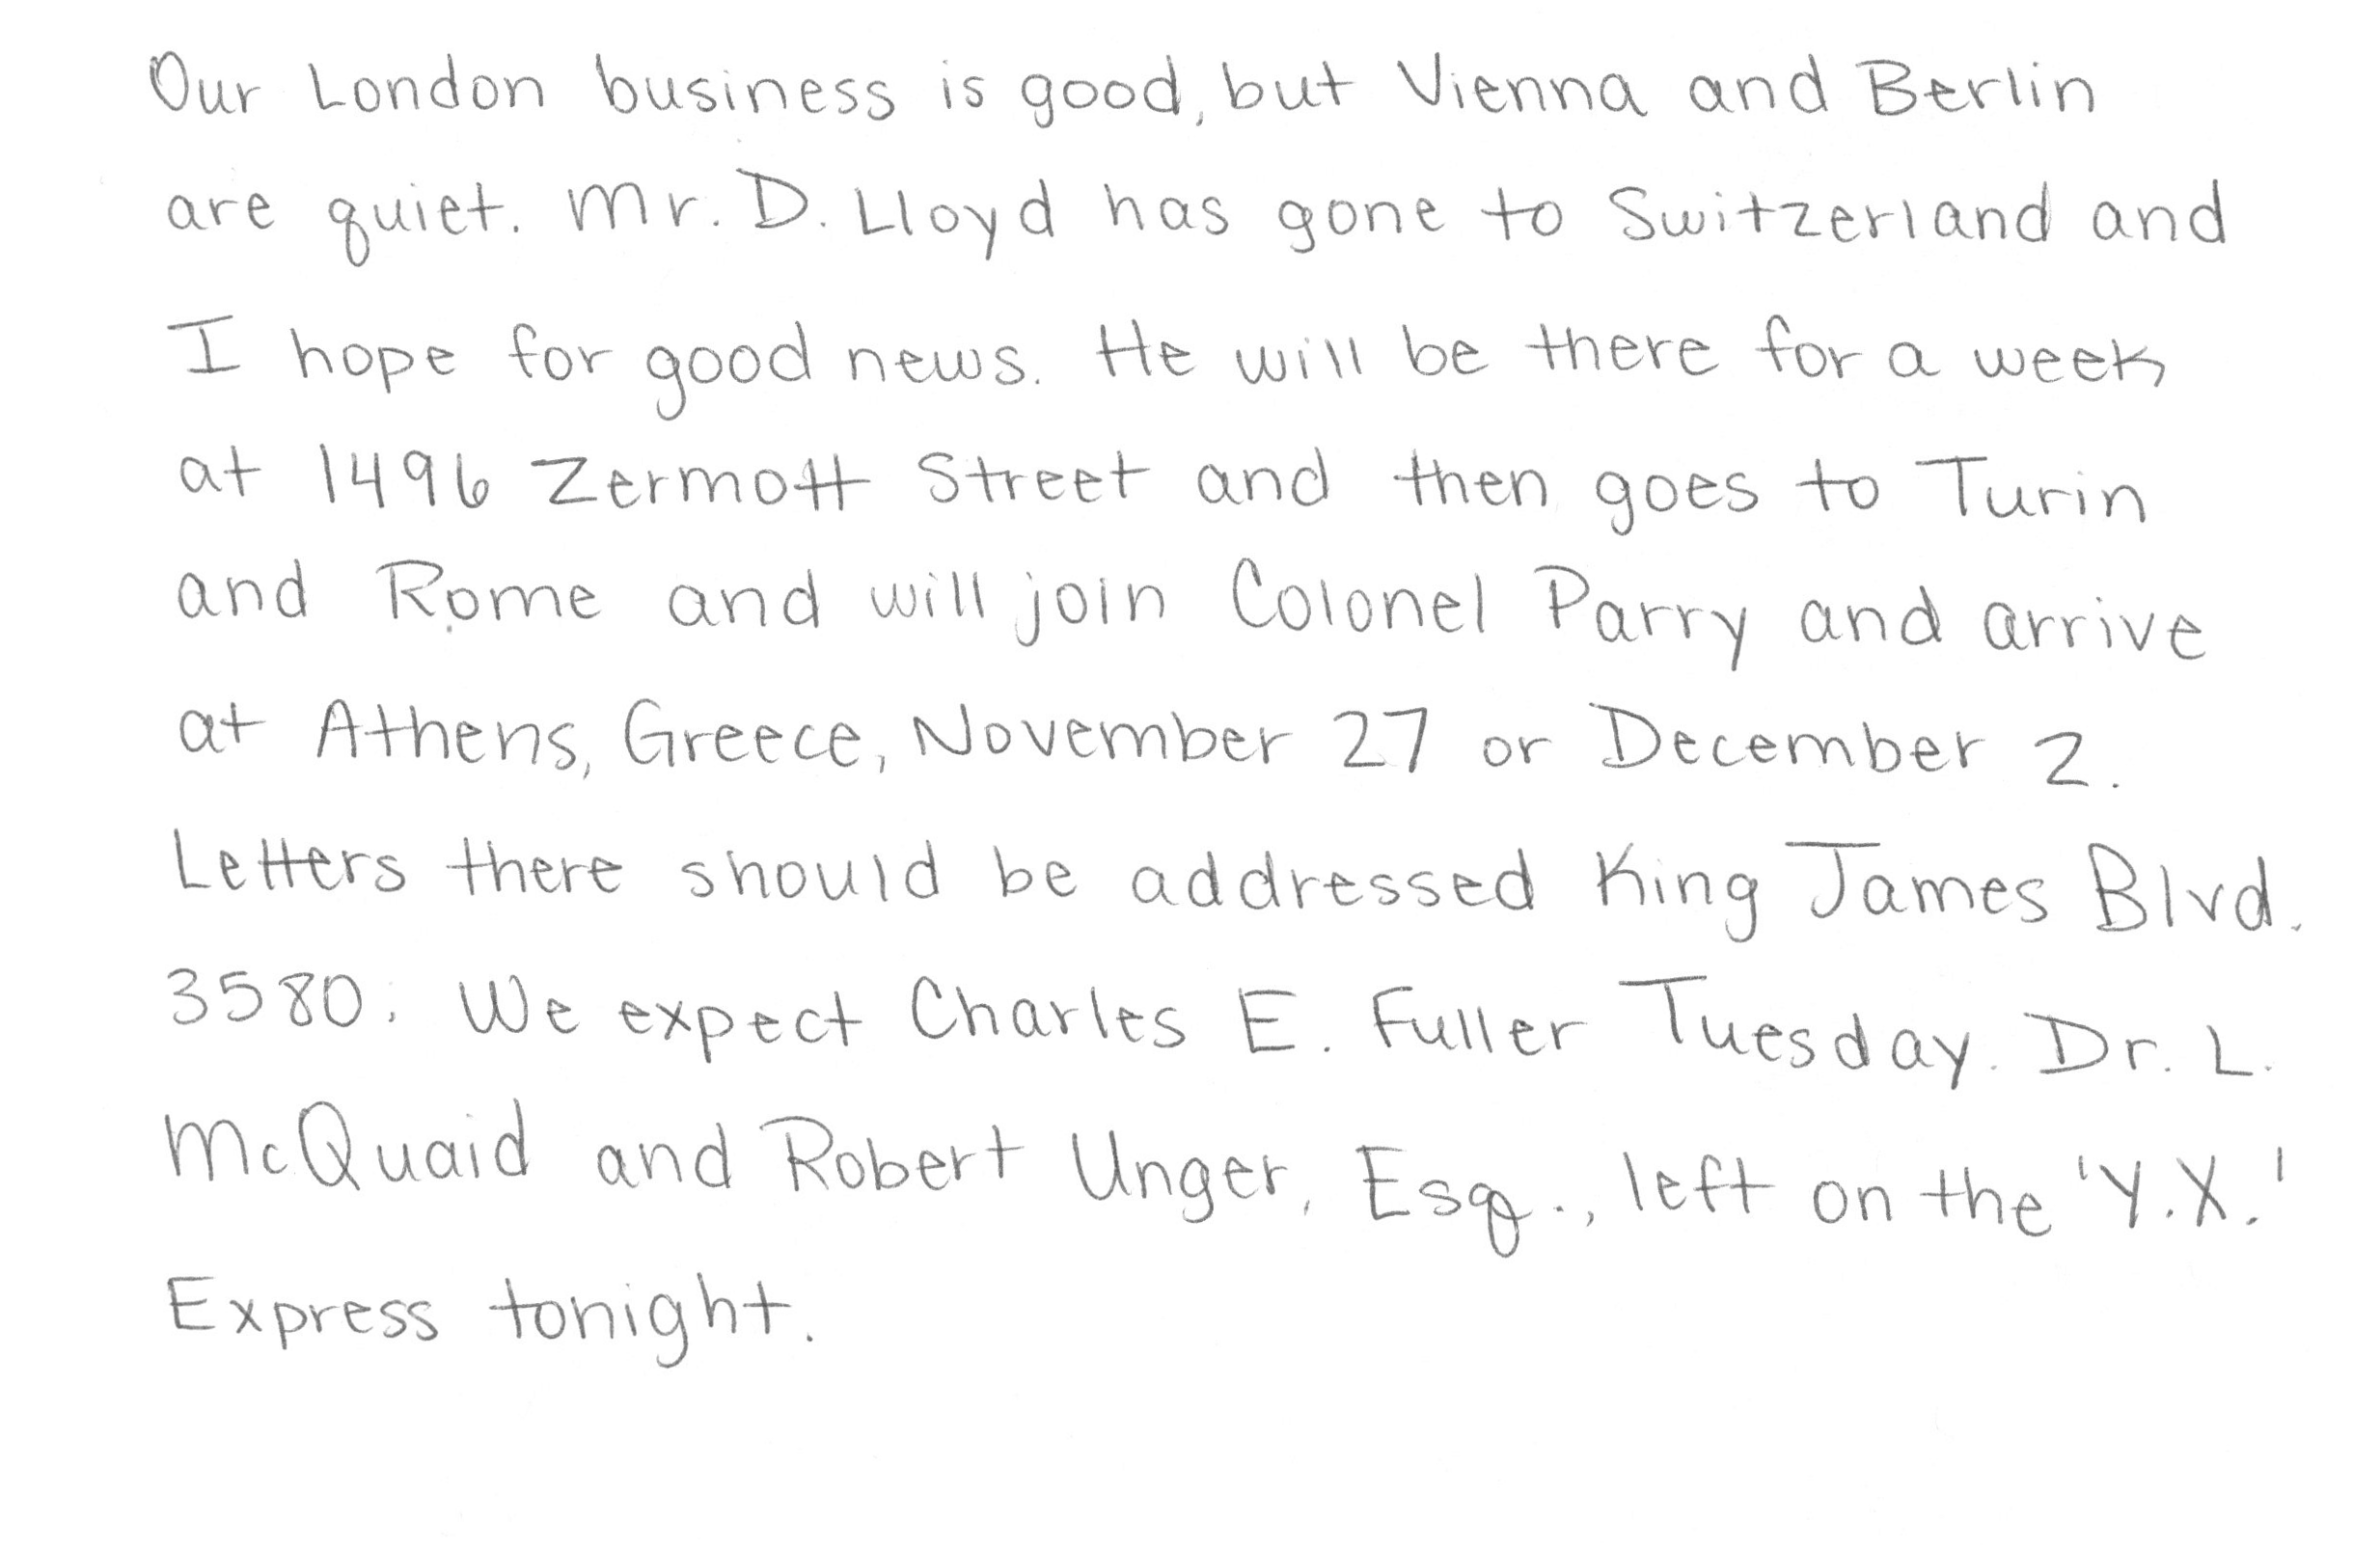 Our London business is good, but Vienna and Berlin
are quiet. Mr. D. Lloyd has gone to Switzerland and
I hope for good news. He will be there for a week
at 1496 Zermott Street and then goes to Turin
and Rome and will join Colonel Parry and arrive
at Athens, Greece, November 27 or December 2.
Letters there should be addressed King James Blvd.
3580. We expect Charles E. Fuller Tuesday. Dr. L.
McQuaid and Robert Unger, Esq., left on the 'Y.X.'
Express tonight.